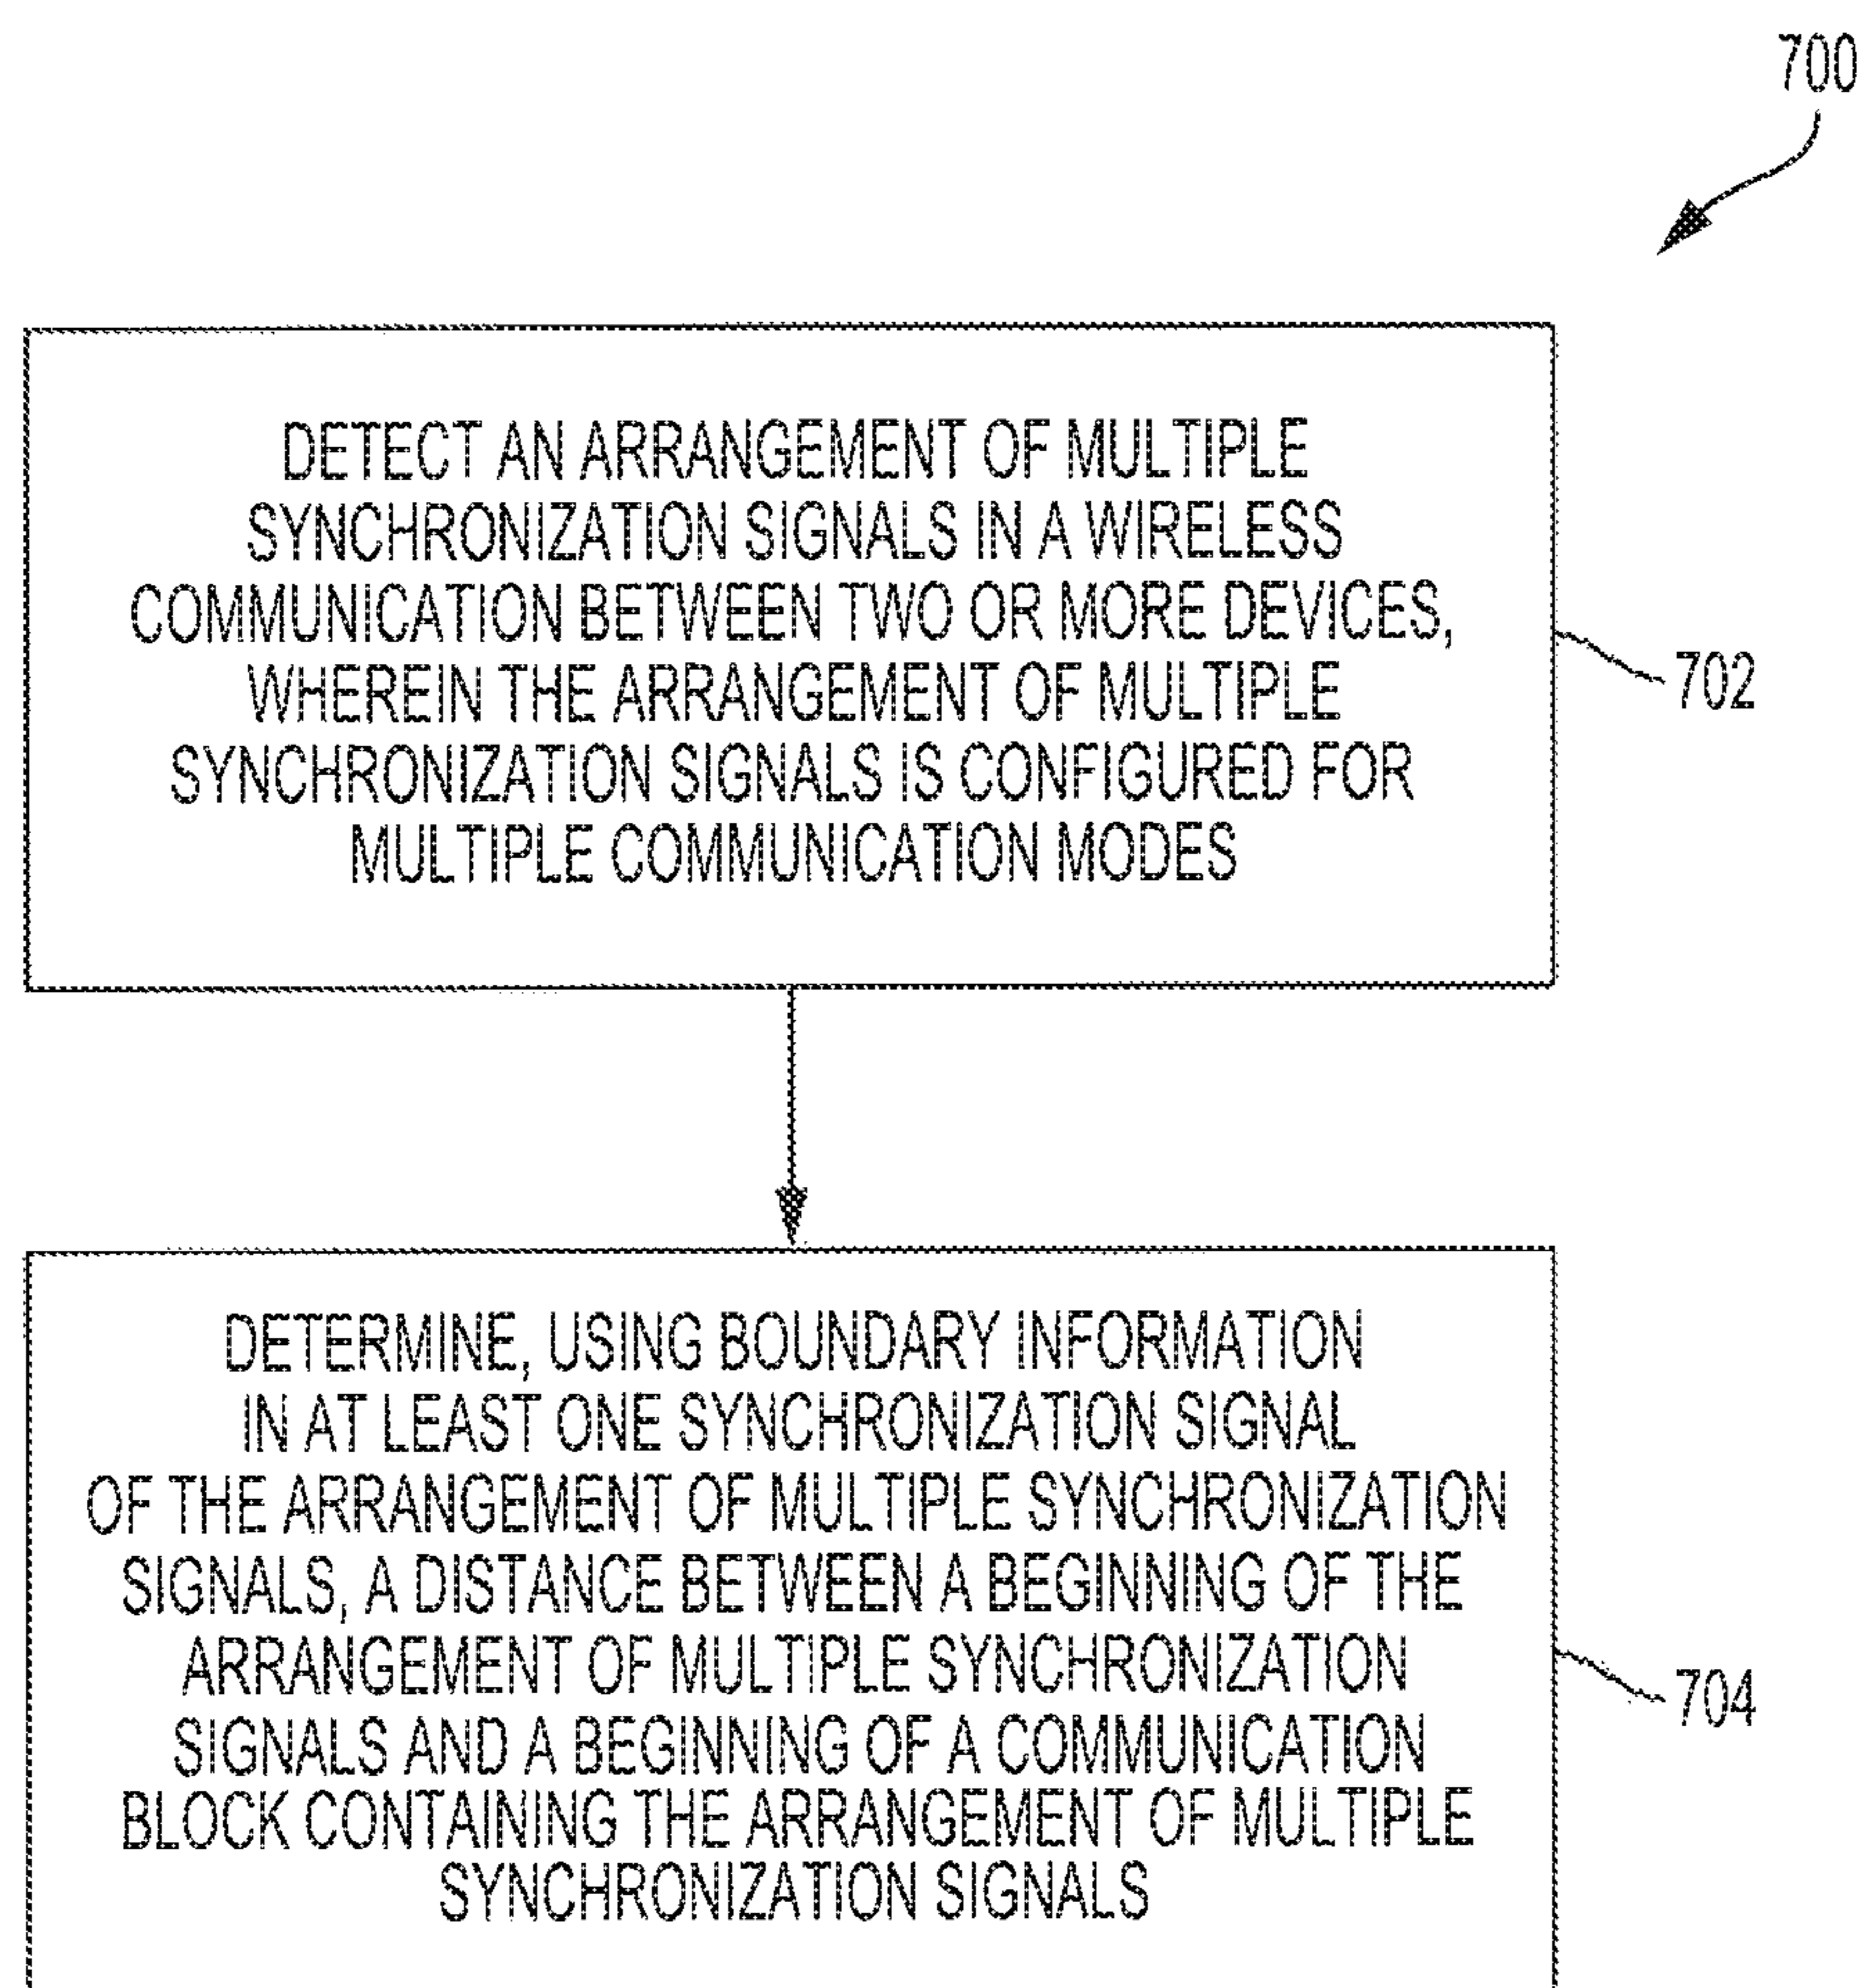 700
DETECT AN ARRANGEMENT OF MULTIPLE
SYNCHRONIZATION SIGNALS IN A WIRELESS
COMMUNICATION BETWEEN TWO OR MORE DEVICES,
WHEREIN THE ARRANGEMENT OF MULTIPLE
SYNCHRONIZATION SIGNALS IS CONFIGURED FOR
MULTIPLE COMMUNICATION MODES
702
DETERMINE, USING BOUNDARY INFORMATION
IN AT LEAST ONE SYNCHRONIZATION SIGNAL
OF THE ARRANGEMENT OF MULTIPLE SYNCHRONIZATION
SIGNALS, A DISTANCE BETWEEN A BEGINNING OF THE
ARRANGEMENT OF MULTIPLE SYNCHRONIZATION
SIGNALS AND A BEGINNING OF A COMMUNICATION
BLOCK CONTAINING THE ARRANGEMENT OF MULTIPLE
SYNCHRONIZATION SIGNALS
704